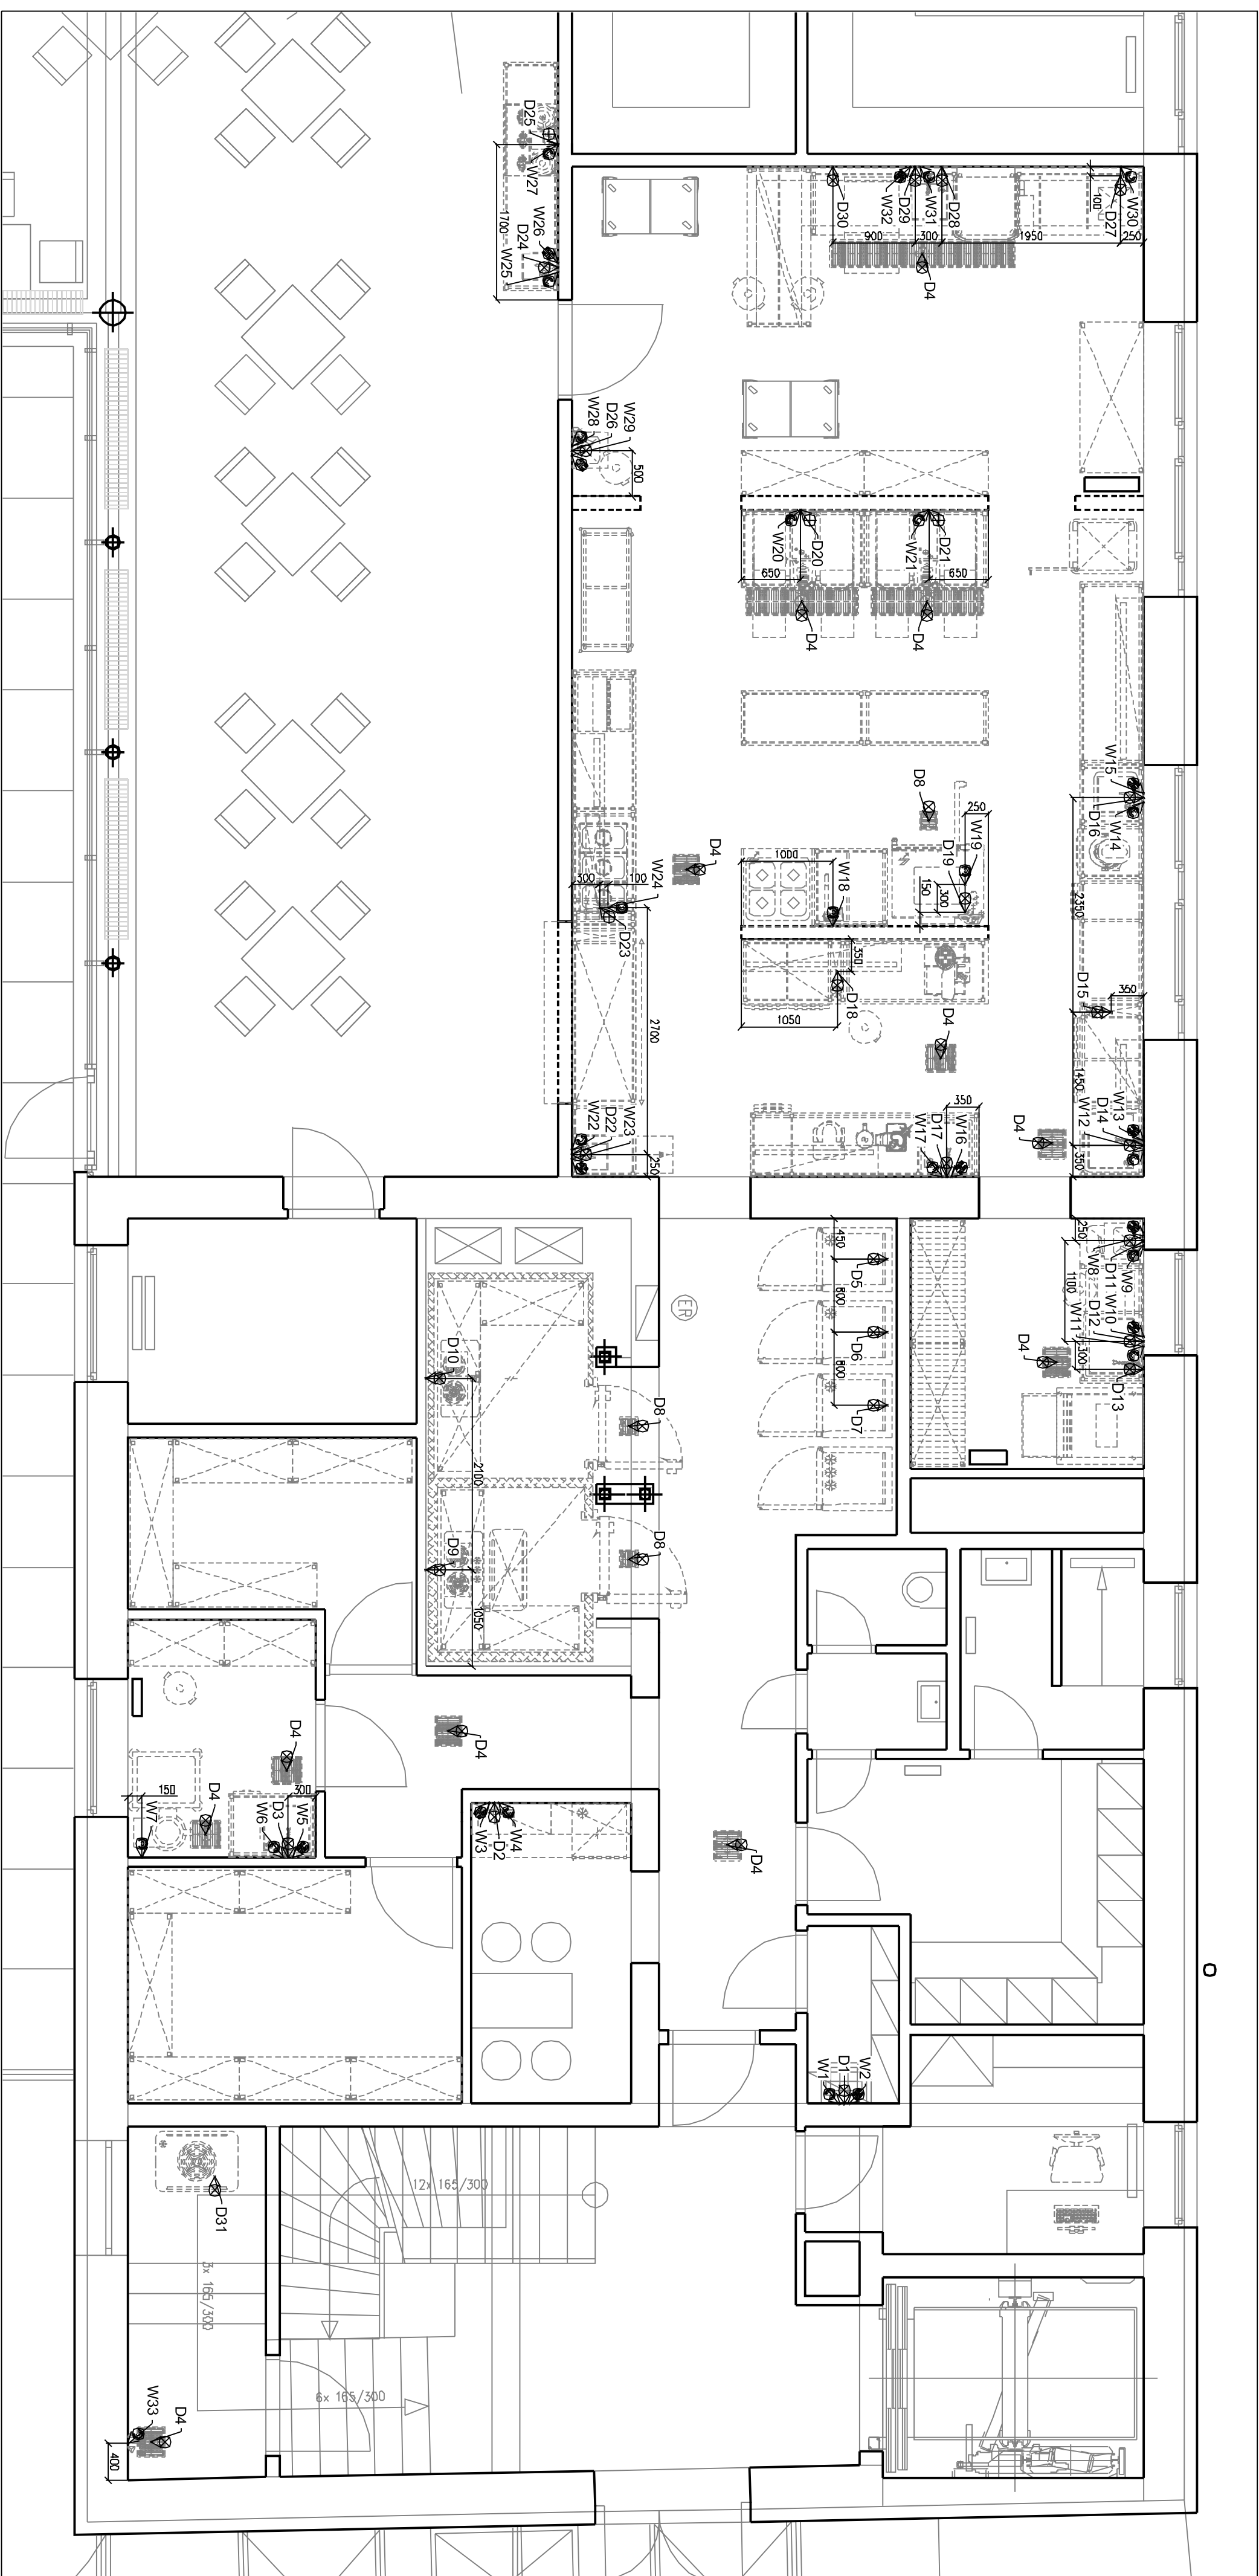 D25
W27
W26
D24
W25
1700
D30
W32
D29
W31
D28
D27
W30
900
300
1950
250
100
D4
W28
D26
W29
500
W20
D20
W21
D21
650
650
D4
D4
W15
W14
D16
2350
D8
250
W19
D19
300
150
1000
W18
D4
300
100
W24
D23
350
D18
1050
D15
350
2700
D4
1450
W13
D14
W12
350
D4
350
W16
D17
W17
W22
D22
W23
250
250
W9
D11
W8
W10
D12
W11
1100
300
D13
D4
450
D5
800
D6
800
D7
ER
D10
2100
D9
1050
D8
D8
D4
D4
D4
150
W7
300
W5
D3
W6
W4
D2
W3
D4
O
W2
D1
W1
D31
12x 165/300
3x 165/300
6x 165/300
W33
D4
400